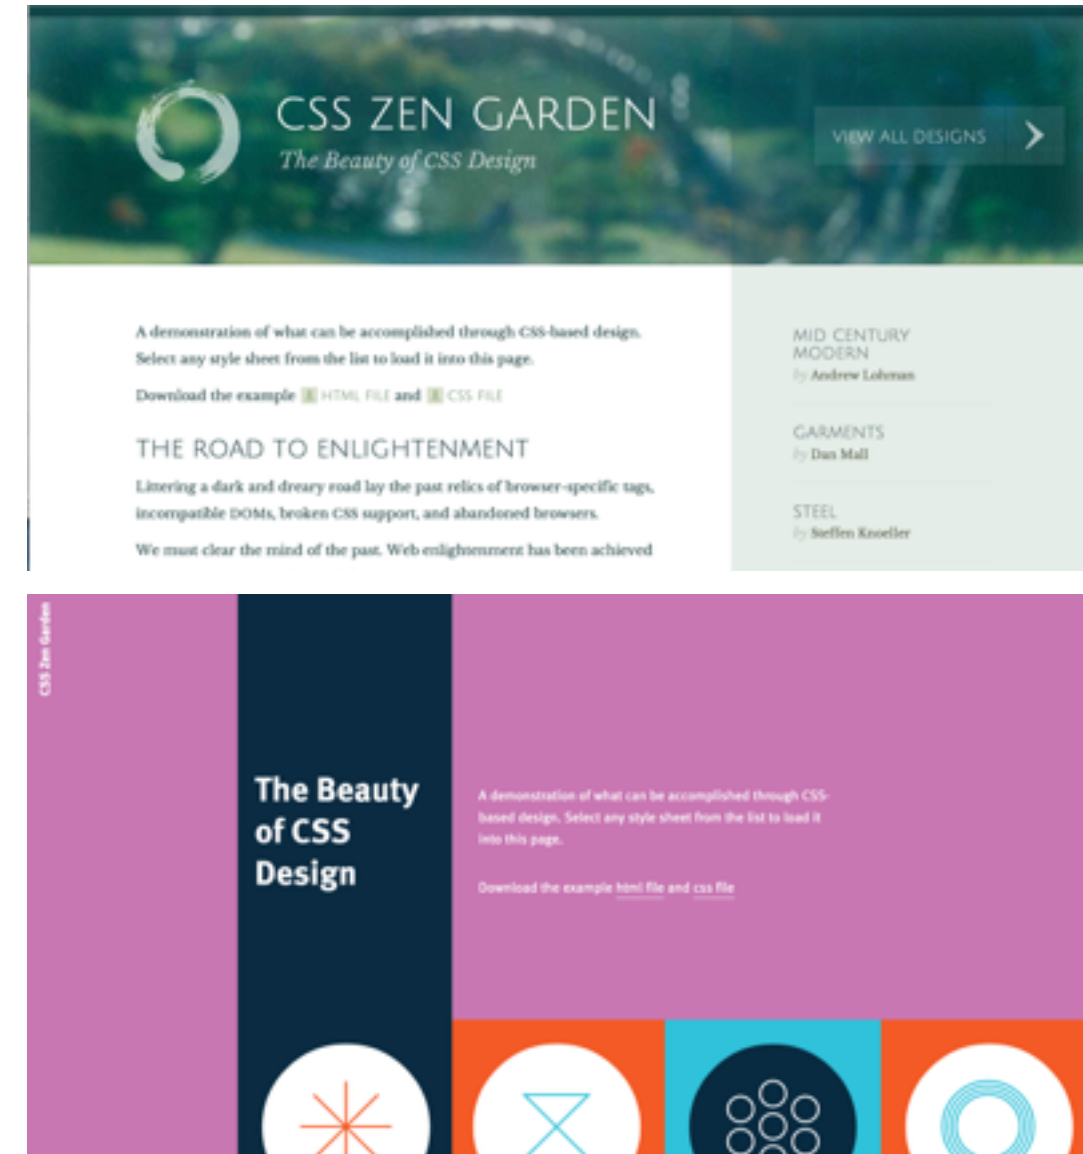 CSS ZEN GARDEN
The Beauty of CSS Design
VIEW ALL DESIGNS
A demonstration of what can be accomplished through CSS-based design.
Select any style sheet from the list to load it into this page.
Download the example HTML FILE and CSS FILE
THE ROAD TO ENLIGHTENMENT
Littering a dark and dreary road lay the past relics of browser-specific tags,
incompatible DOMs, broken CSS support, and abandoned browsers.
We must clear the mind of the past. Web enlightenment has been achieved
MID CENTURY
MODERN
by Andrew Lohman
GARMENTS
by Dan Mall
STEEL
by Steffen Knoeller
CSS Zen Garden
The Beauty
of CSS
Design
A demonstration of what can be accomplished through CSS-
based design. Select any style sheet from the list to load it
into this page.
Download the example html file and css file